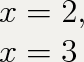 x = 2,
x = 3